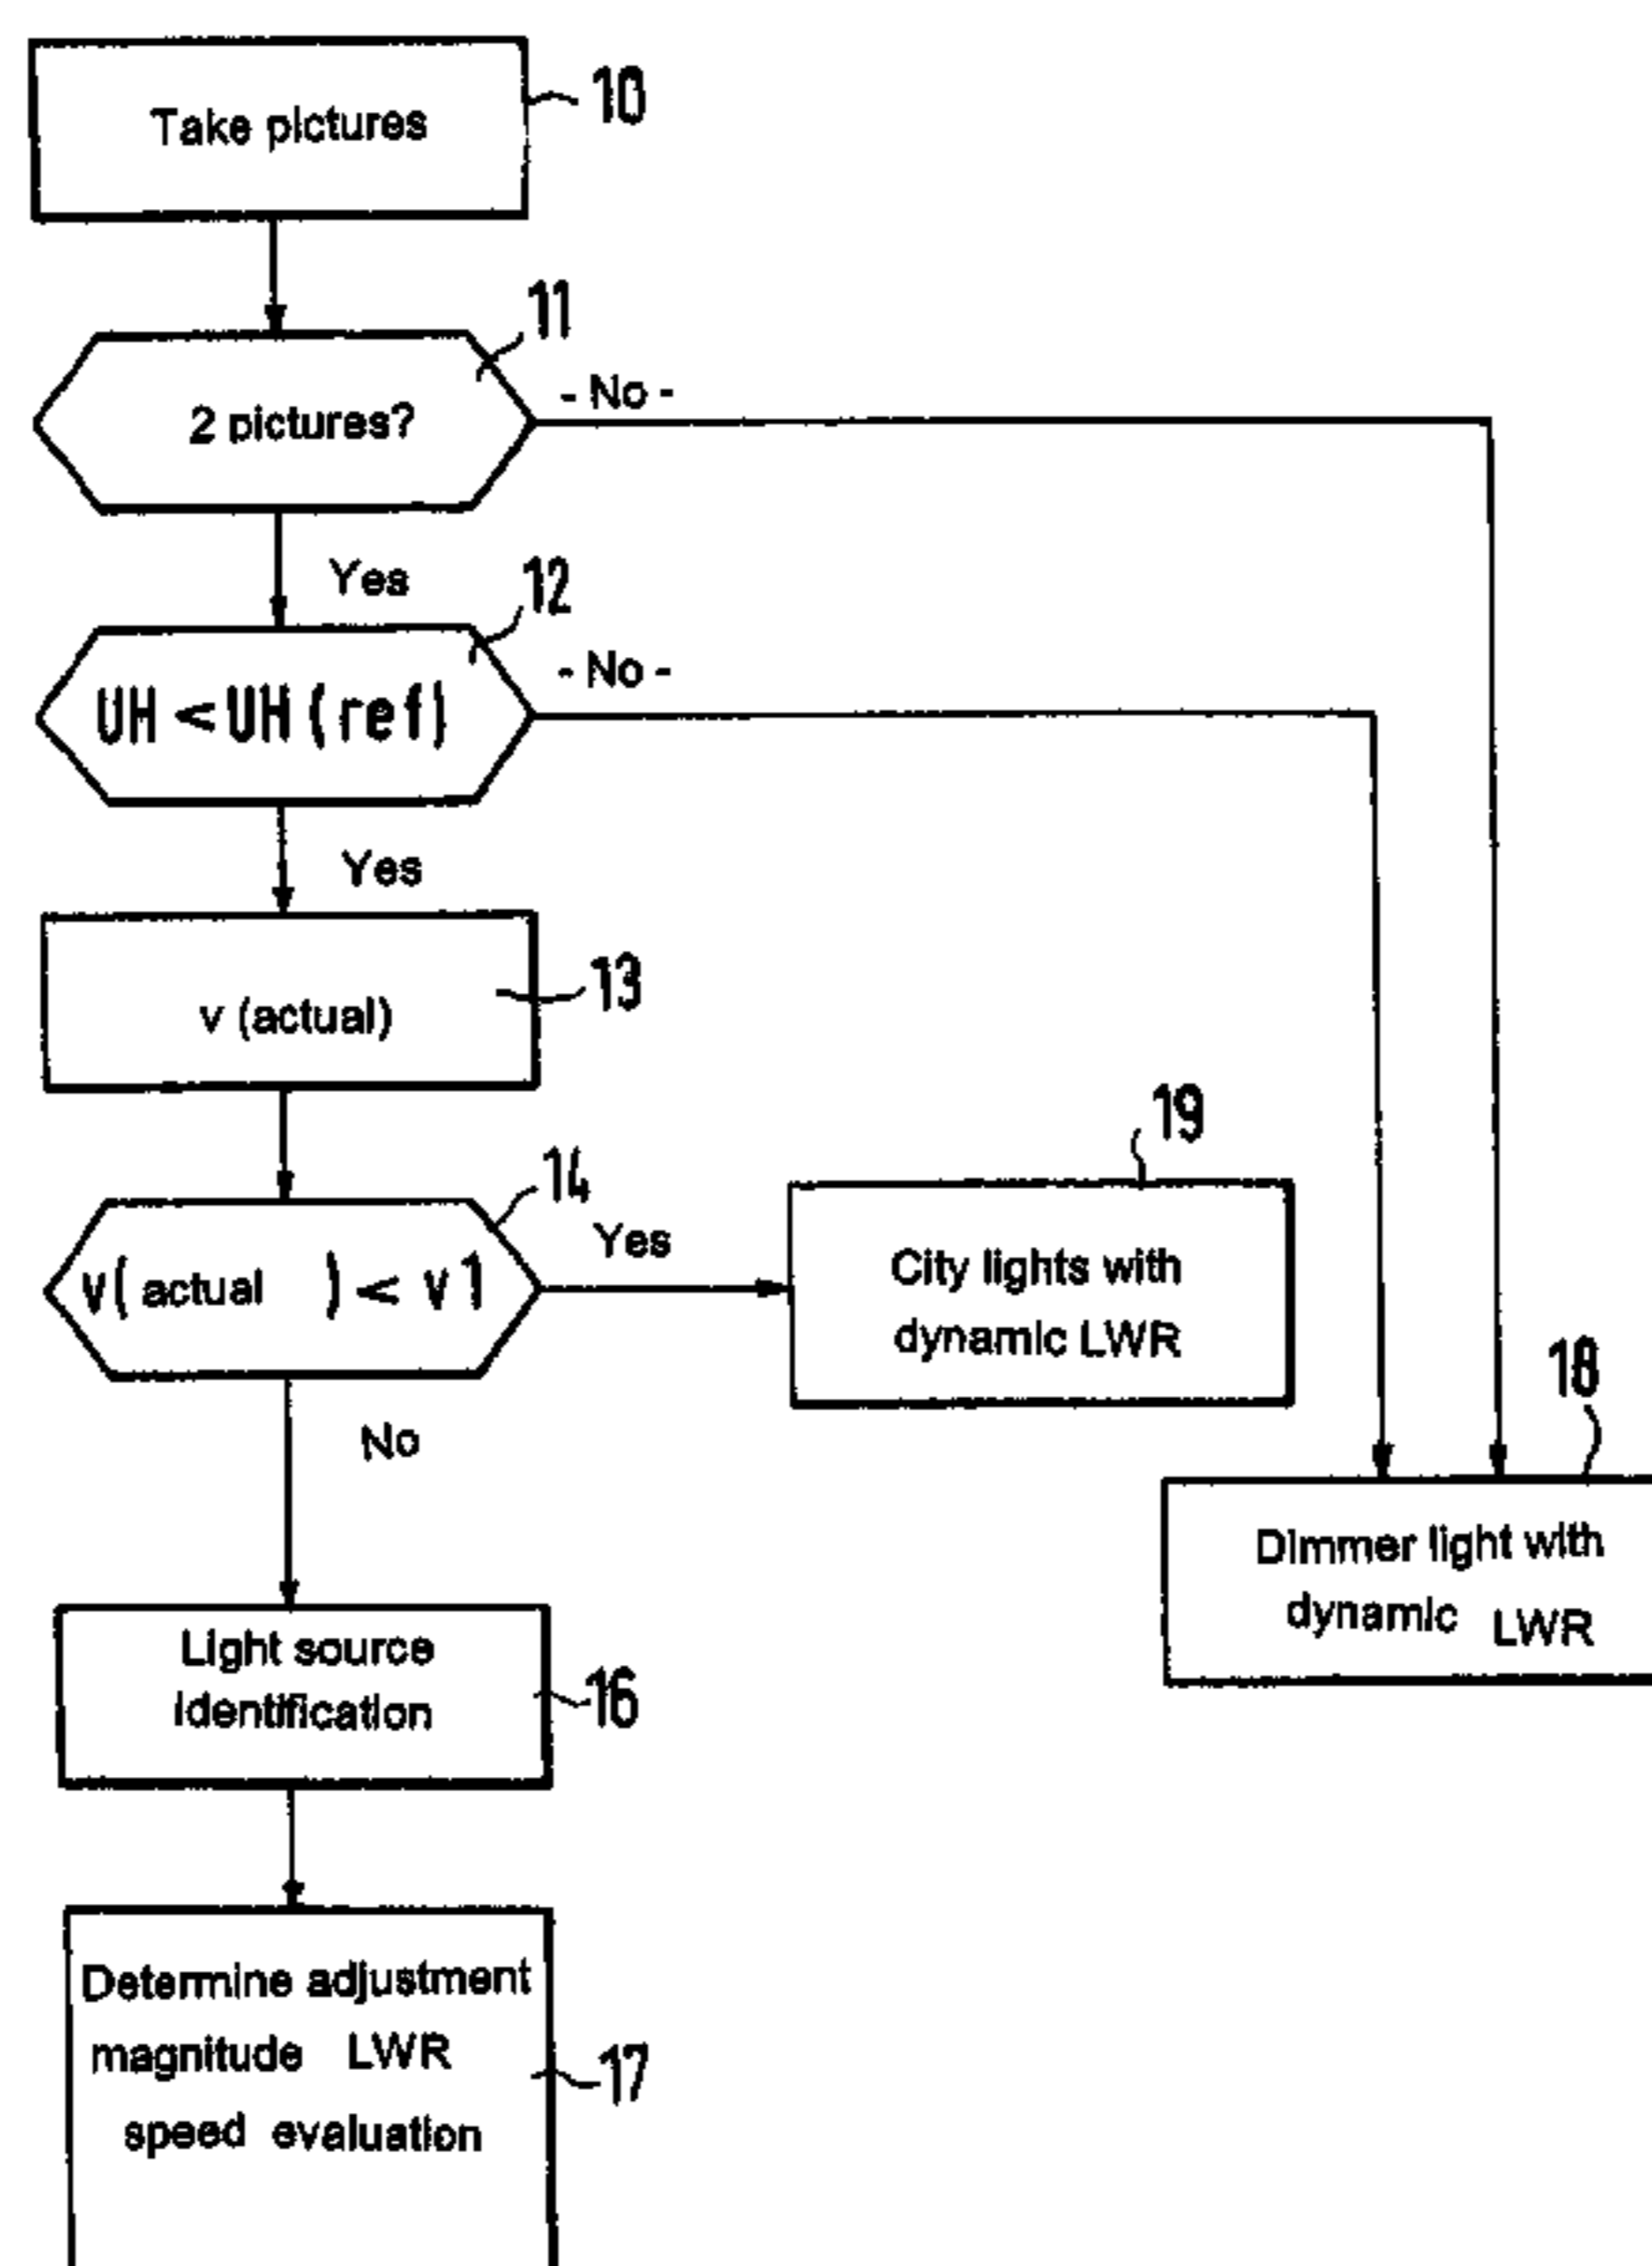 Take pictures
10
11
2 pictures?
- No -
Yes
12
UH < UH (ref)
- No -
Yes
v (actual)
13
14
v( actual ) < v1
Yes
19
City lights with
dynamic LWR
No
18
Dimmer light with
dynamic LWR
Light source
identification
16
Determine adjustment
magnitude LWR
speed evaluation
17